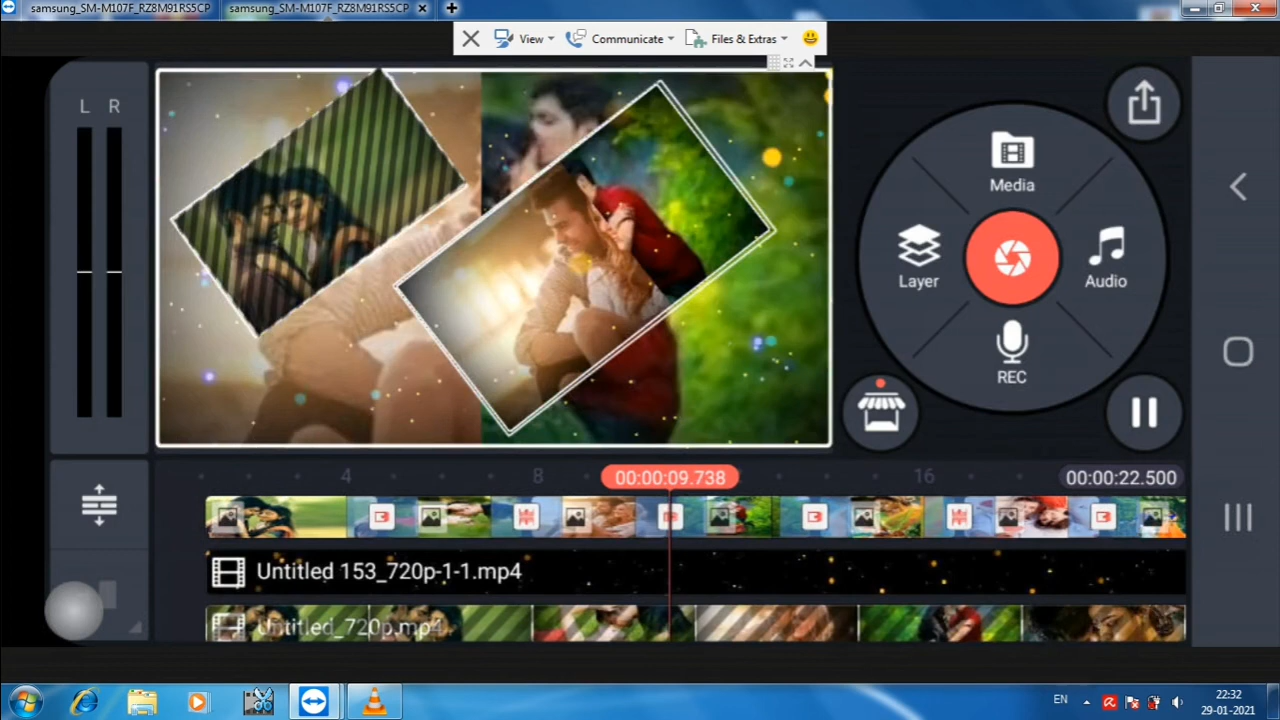 samsung_SM-M107F_RZ8M91RS5CP
samsung_SM-M107F_RZ8M91RS5CP
View
Communicate
Files & Extras
L R
Media
Layer
Audio
REC
4
8
00:00:09.738
16
00:00:22.500
Untitled 153_720p-1-1.mp4
Untitled_720p.mp4
EN
22:32
29-01-2021